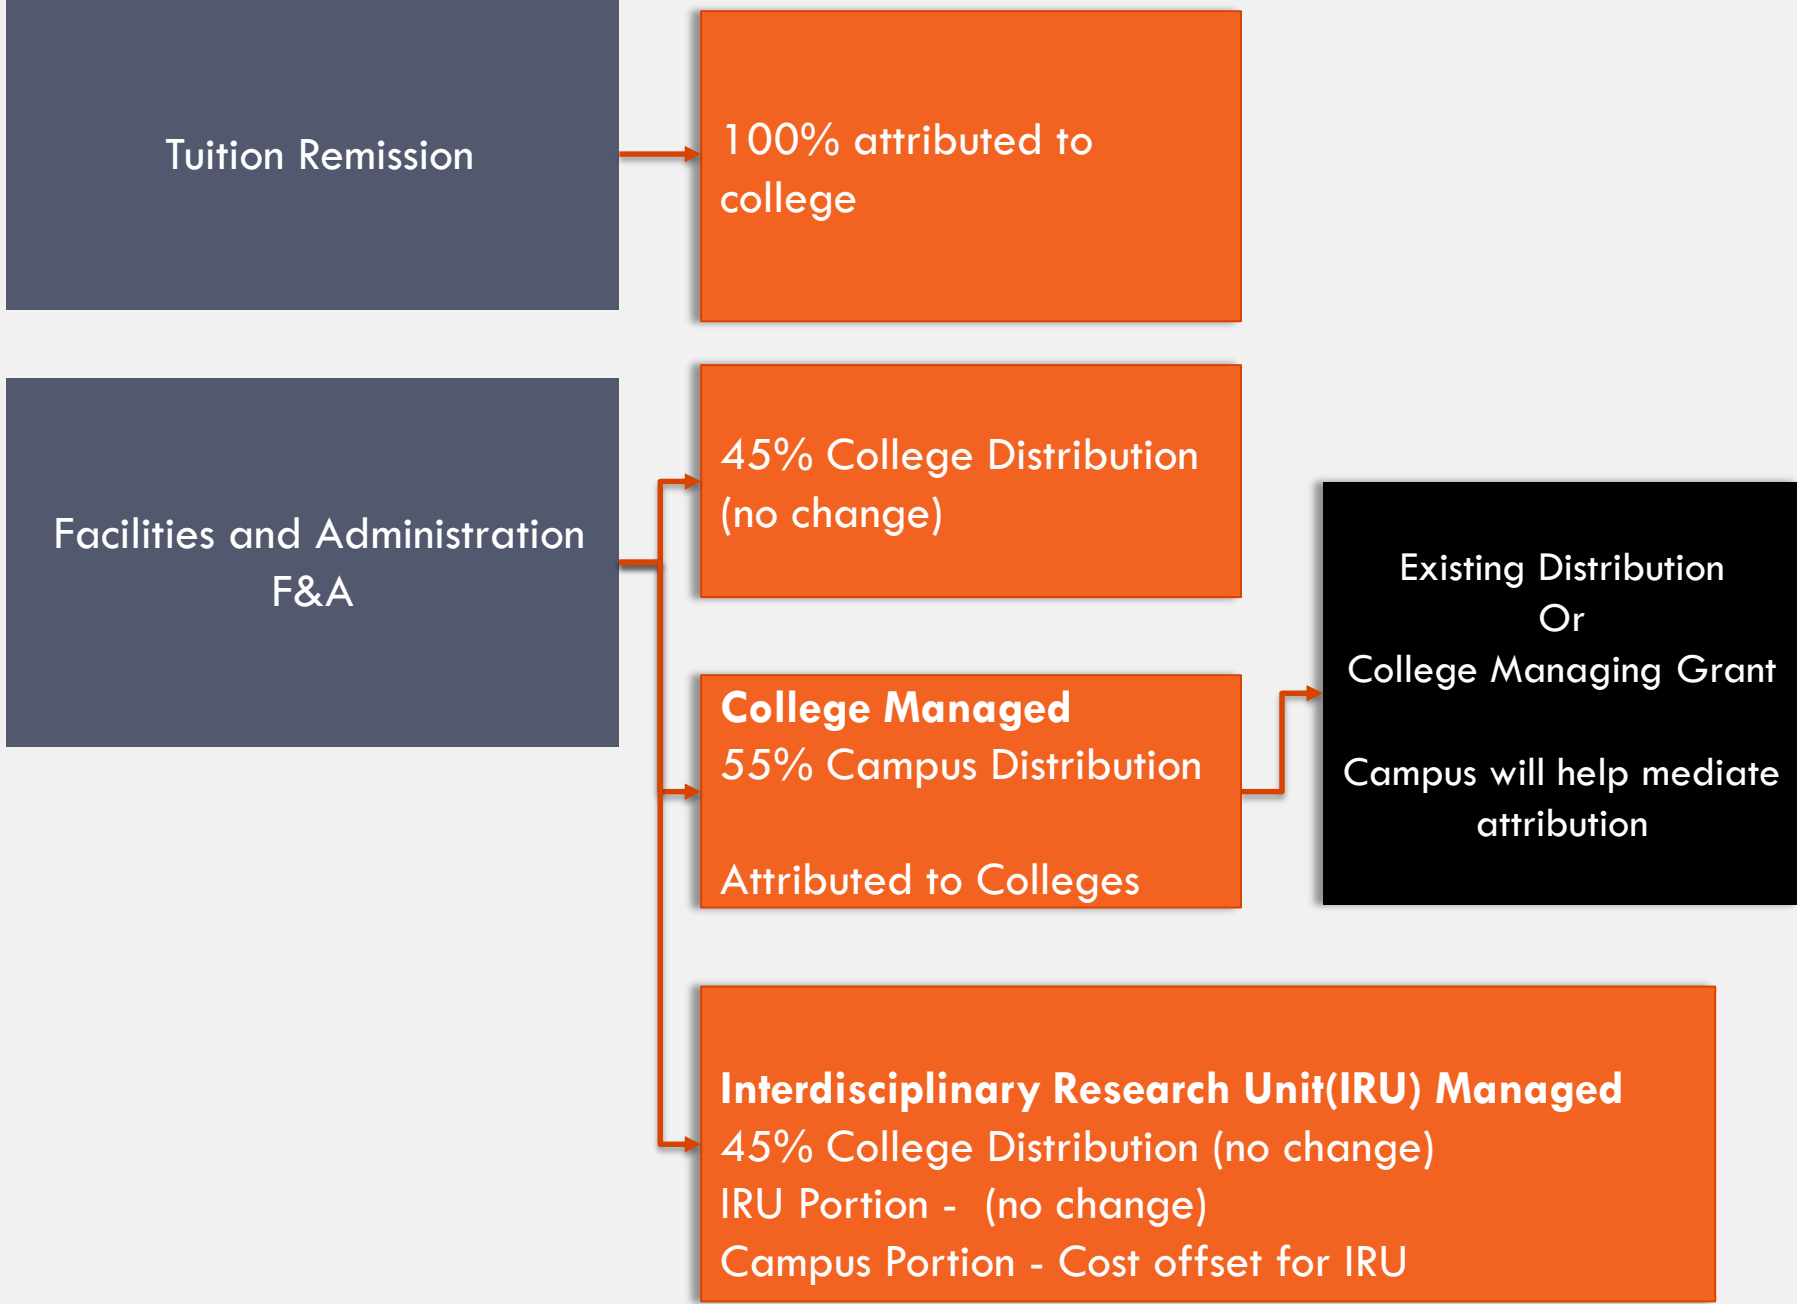 Tuition Remission
100% attributed to
college
Facilities and Administration
F&A
45% College Distribution
(no change)
College Managed
55% Campus Distribution
Attributed to Colleges
Existing Distribution
Or
College Managing Grant
Campus will help mediate
attribution
Interdisciplinary Research Unit(IRU) Managed
45% College Distribution (no change)
IRU Portion -  (no change)
Campus Portion - Cost offset for IRU